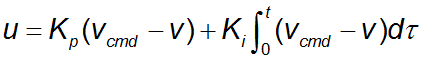 u = K_p(v_cmd − v) + K_i∫_0^t(v_cmd − v)dτ